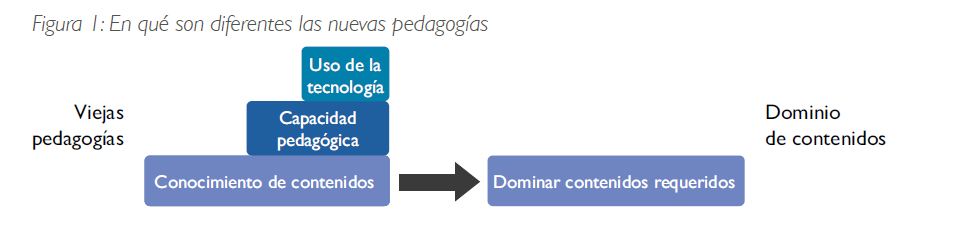 Figura 1: En qué son diferentes las nuevas pedagogías
Uso de la
tecnología
Viejas
pedagogías
Capacidad
pedagógica
Conocimiento de contenidos
Dominar contenidos requeridos
Dominio
de contenidos